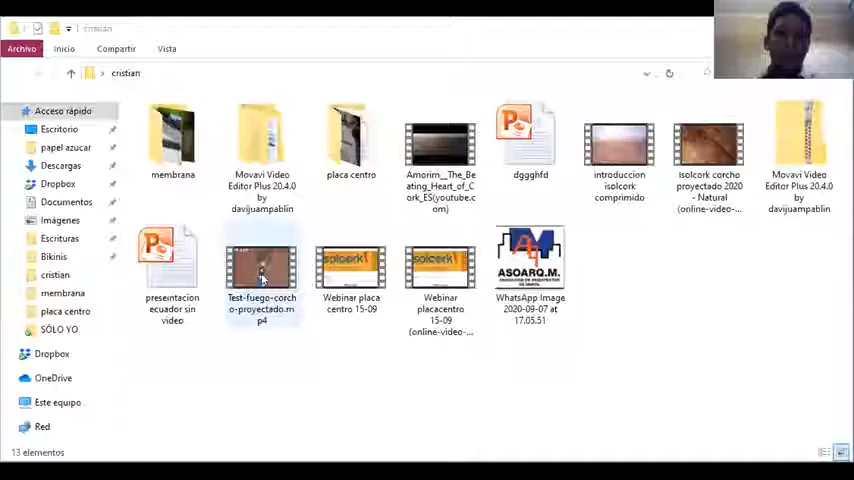 cristian
Archivo Inicio Compartir Vista
cristian
Acceso rápido
Escritorio
papel azucar
Descargas
Dropbox
Documentos
Imágenes
Escrituras
Bikinis
cristian
membrana
placa centro
SÓLO YO
Dropbox
OneDrive
Este equipo
Red
membrana
Movavi Video
Editor Plus 20.4.0
by
davijuampablin
placa centro
Amorim__The_Be
ating_Heart_of_C
ork_ES(youtube.c
om)
dggghfd
introduccion
isolcork
comprimido
Isolcork corcho
proyectado 2020
- Natural
(online-video-...
Movavi Video
Editor Plus 20.4.0
by
davijuampablin
presentacion
ecuador sin
video
Test-fuego-corch
o-proyectado.m
p4
solcork
Webinar placa
centro 15-09
solcork
Webinar
placacentro
15-09
(online-video-...
ASOARQ.M.
WhatsApp Image
2020-09-07 at
17.05.51
13 elementos